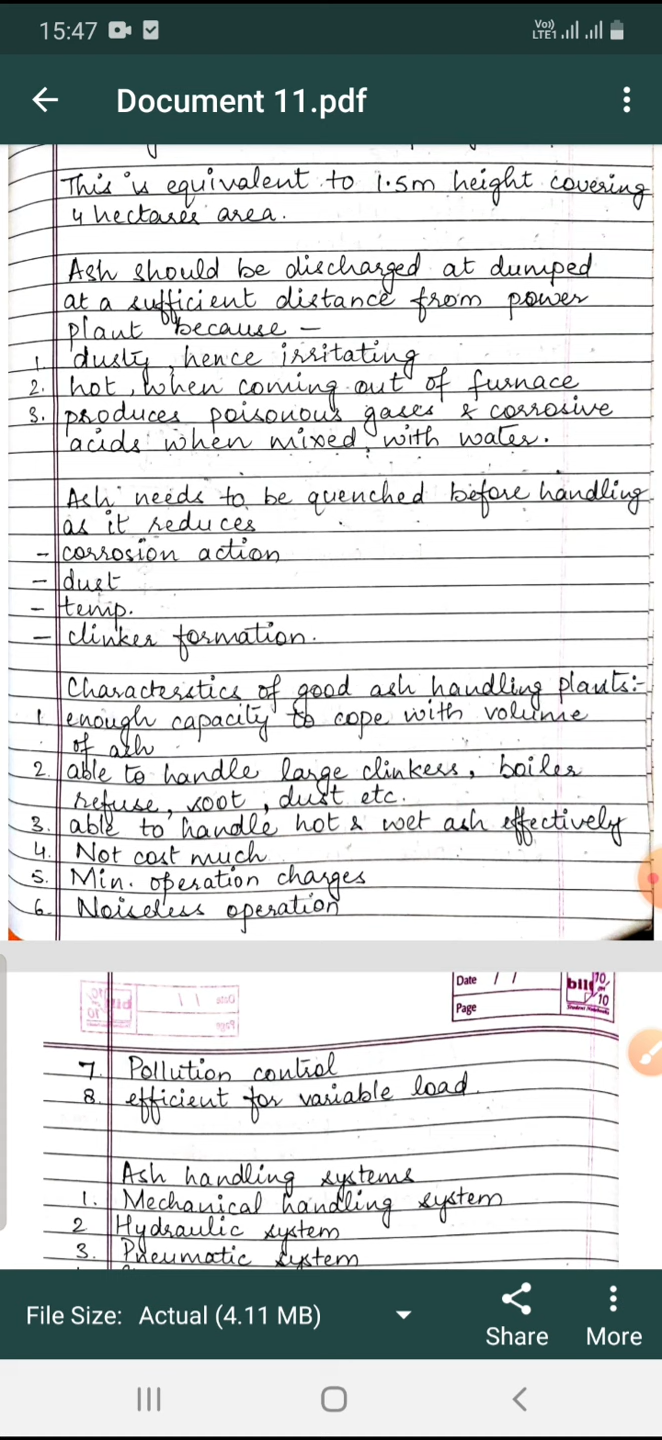 15:47
Vo)) LTE1
Document 11.pdf
This is equivalent to 1.5m height covering
4 hectares area.
Ash should be discharged at dumped
at a sufficient distance from power
plant because –
1. dusty, hence irritating
2. hot, when coming out of furnace
3. produces poisonous gases & corrosive
acids when mixed with water.
Ash needs to be quenched before handling
as it reduces
– corrosion action
– dust
– temp.
– clinker formation.
Characterstics of good ash handling plants:-
1. enough capacity to cope with volume
of ash
2. able to handle large clinkers, boiler
refuse, soot, dust etc.
3. able to handle hot & wet ash effectively
4. Not cost much
5. Min. operation charges
6. Noiseless operation
Date / /
Page
7. Pollution control
8. efficient for variable load.
Ash handling systems
1. Mechanical handling system
2 Hydraulic system
3. Pneumatic system
File Size: Actual (4.11 MB)
Share
More